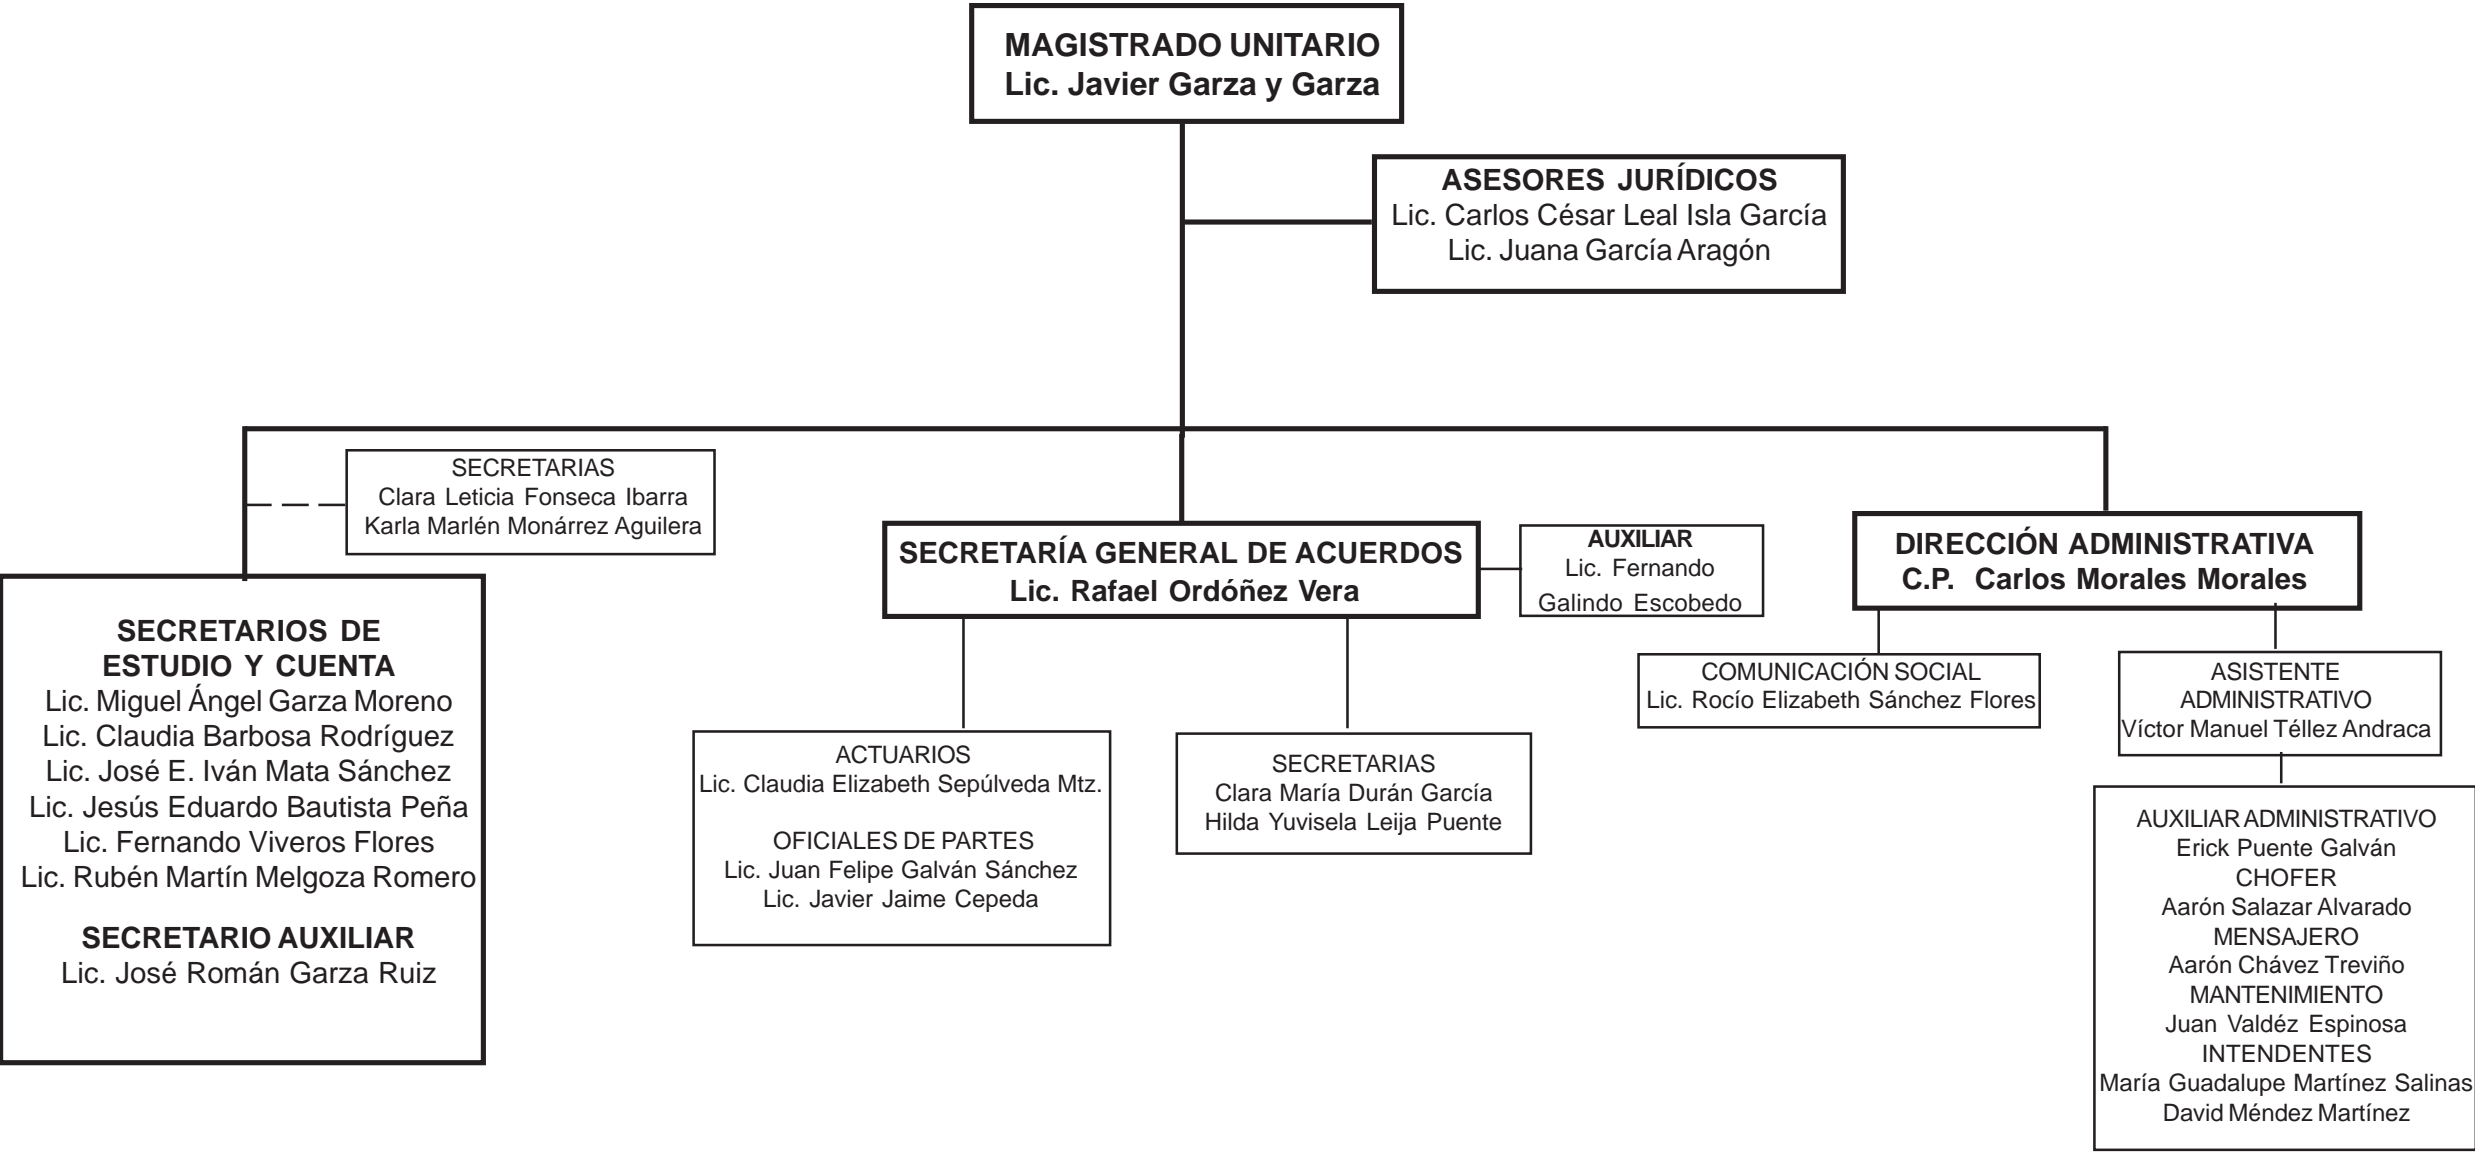 MAGISTRADO UNITARIO
Lic. Javier Garza y Garza
ASESORES JURÍDICOS
Lic. Carlos César Leal Isla García
Lic. Juana García Aragón
SECRETARIAS
Clara Leticia Fonseca Ibarra
Karla Marlén Monárrez Aguilera
SECRETARIOS DE
ESTUDIO Y CUENTA
Lic. Miguel Ángel Garza Moreno
Lic. Claudia Barbosa Rodríguez
Lic. José E. Iván Mata Sánchez
Lic. Jesús Eduardo Bautista Peña
Lic. Fernando Viveros Flores
Lic. Rubén Martín Melgoza Romero
SECRETARIO AUXILIAR
Lic. José Román Garza Ruiz
SECRETARÍA GENERAL DE ACUERDOS
Lic. Rafael Ordóñez Vera
AUXILIAR
Lic. Fernando
Galindo Escobedo
ACTUARIOS
Lic. Claudia Elizabeth Sepúlveda Mtz.
OFICIALES DE PARTES
Lic. Juan Felipe Galván Sánchez
Lic. Javier Jaime Cepeda
SECRETARIAS
Clara María Durán García
Hilda Yuvisela Leija Puente
DIRECCIÓN ADMINISTRATIVA
C.P. Carlos Morales Morales
COMUNICACIÓN SOCIAL
Lic. Rocío Elizabeth Sánchez Flores
ASISTENTE
ADMINISTRATIVO
Víctor Manuel Téllez Andraca
AUXILIAR ADMINISTRATIVO
Erick Puente Galván
CHOFER
Aarón Salazar Alvarado
MENSAJERO
Aarón Chávez Treviño
MANTENIMIENTO
Juan Valdéz Espinosa
INTENDENTES
María Guadalupe Martínez Salinas
David Méndez Martínez